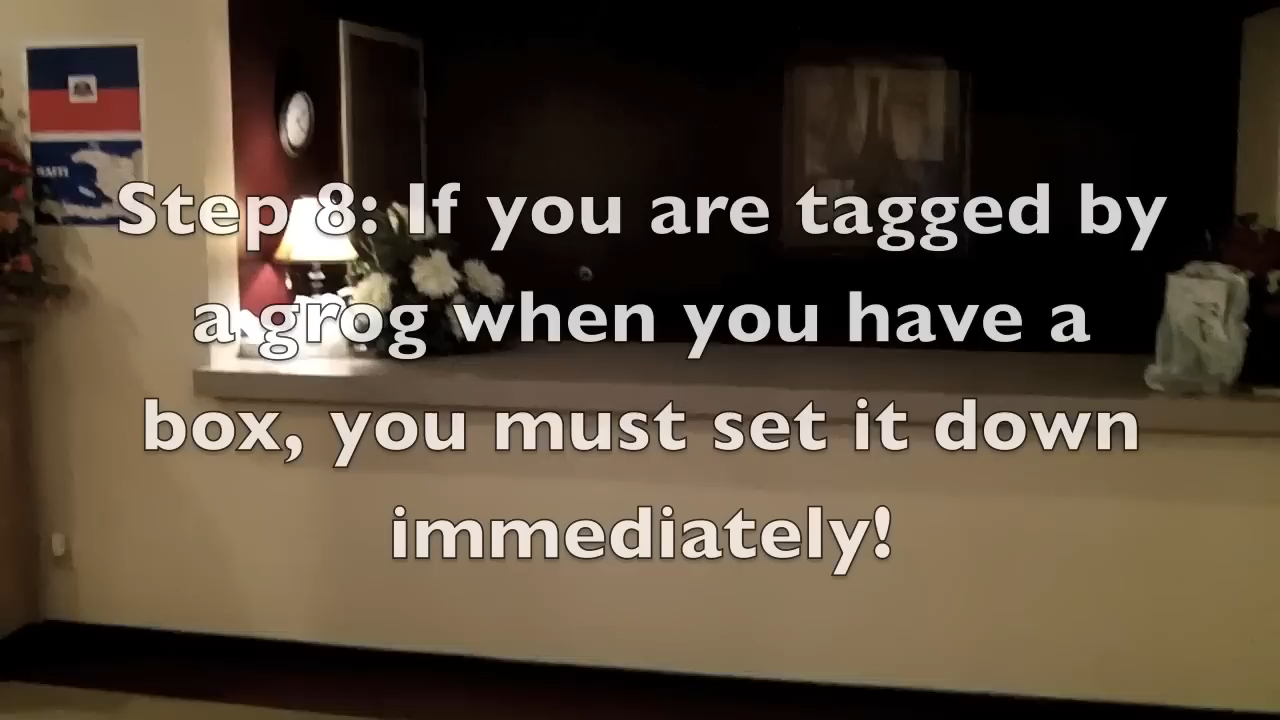 HAITI
Step 8: If you are tagged by
a grog when you have a
box, you must set it down
immediately!